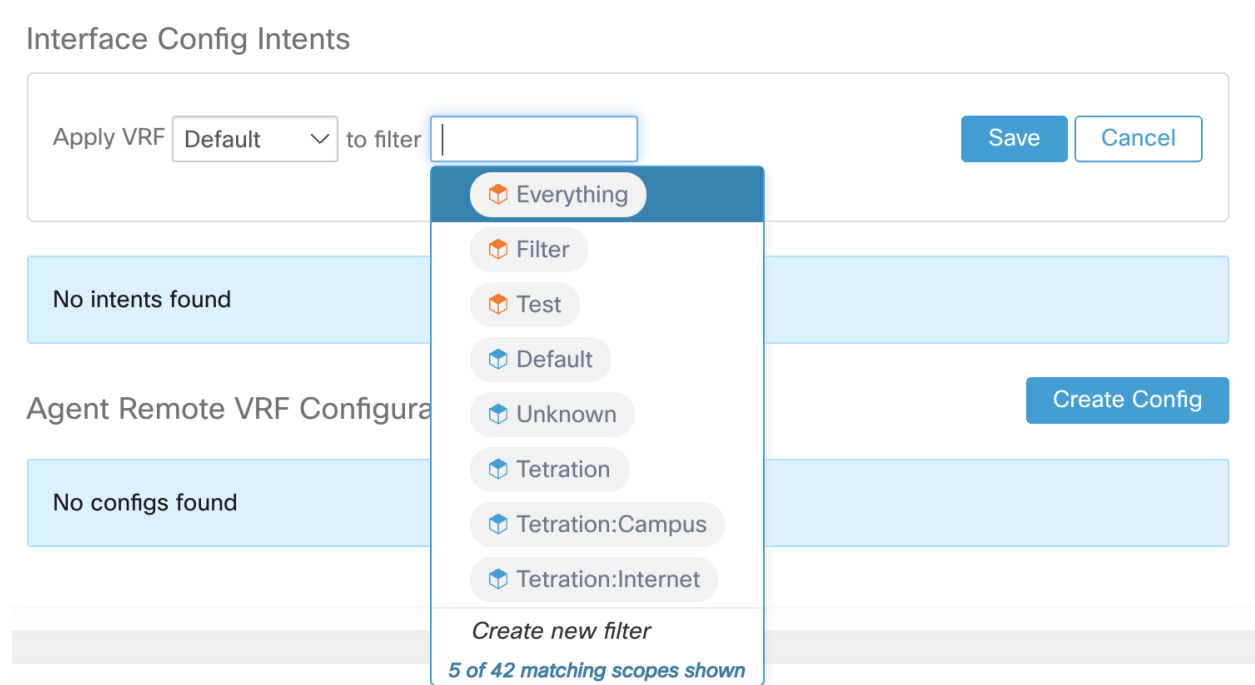 Interface Config Intents
Apply VRF Default to filter Save Cancel
Everything
Filter
Test
Default
No intents found
Unknown
Agent Remote VRF Configura Create Config
Tetration
No configs found
Tetration:Campus
Tetration:Internet
Create new filter
5 of 42 matching scopes shown